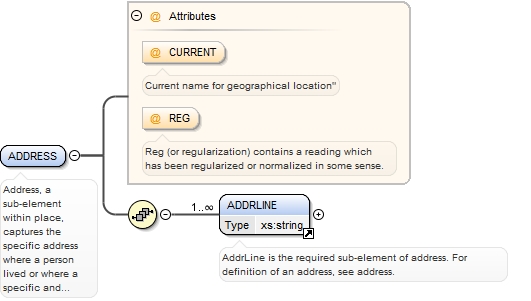 Attributes
@ CURRENT
Current name for geographical location"
@ REG
Reg (or regularization) contains a reading which
has been regularized or normalized in some sense.
ADDRESS
Address, a
sub-element
within place,
captures the
specific address
where a person
lived or where a
specific and...
1..∞
ADDRLINE
Type xs:string
AddrLine is the required sub-element of address. For
definition of an address, see address.